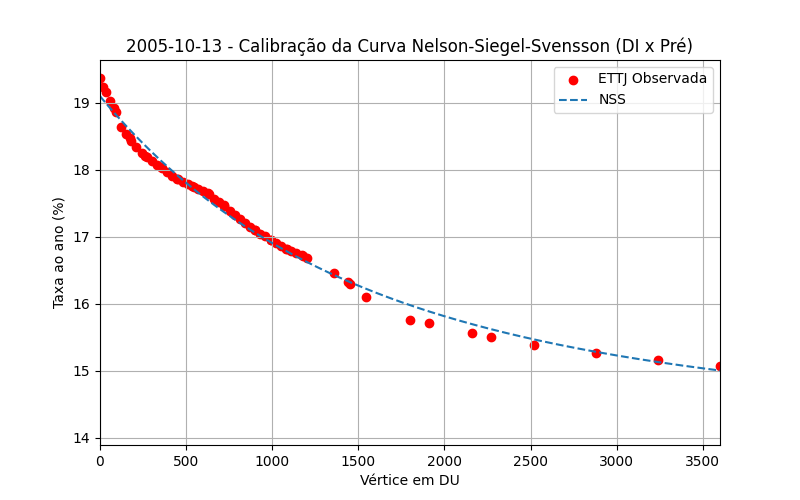 2005-10-13 - Calibração da Curva Nelson-Siegel-Svensson (DI x Pré)
ETTJ Observada
NSS
Taxa ao ano (%)
19
18
17
16
15
14
0 500 1000 1500 2000 2500 3000 3500
Vértice em DU